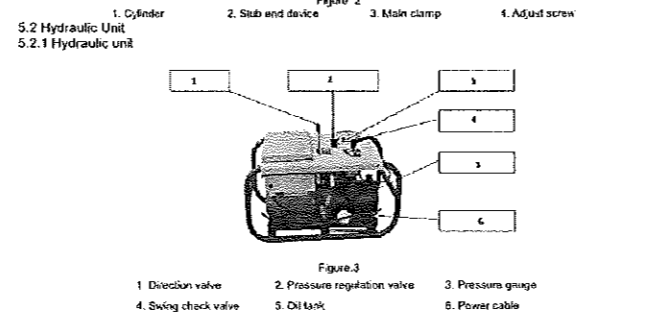 Figure 2
1. Cylinder 2. Stub end device 3. Main clamp 4. Adjust screw
5.2 Hydraulic Unit
5.2.1 Hydraulic unit
1 2
4
6
Figure.3
1 Direction valve 2. Pressure regulation valve 3. Pressure gauge
4. Swing check valve 5. Oil tank 6. Power cable